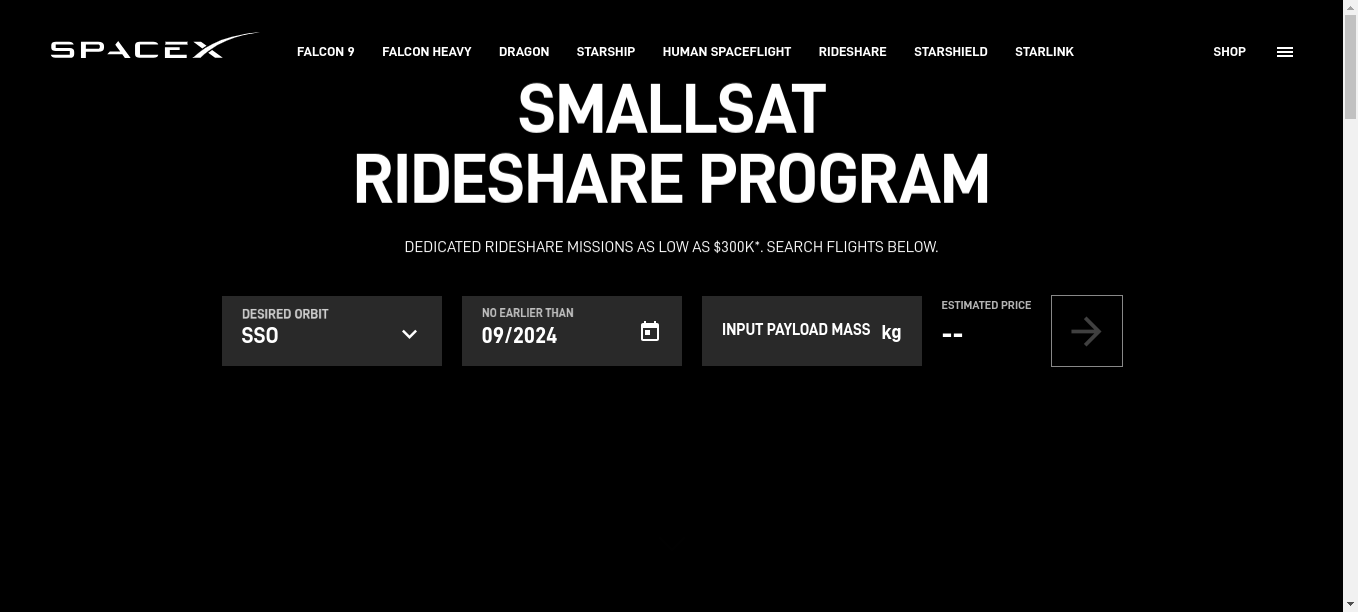 SPACEX
FALCON 9 FALCON HEAVY DRAGON STARSHIP HUMAN SPACEFLIGHT RIDESHARE STARSHIELD STARLINK SHOP
SMALLSAT
RIDESHARE PROGRAM
DEDICATED RIDESHARE MISSIONS AS LOW AS $300K*. SEARCH FLIGHTS BELOW.
DESIRED ORBIT
SSO
NO EARLIER THAN
09/2024
INPUT PAYLOAD MASS kg
ESTIMATED PRICE
--